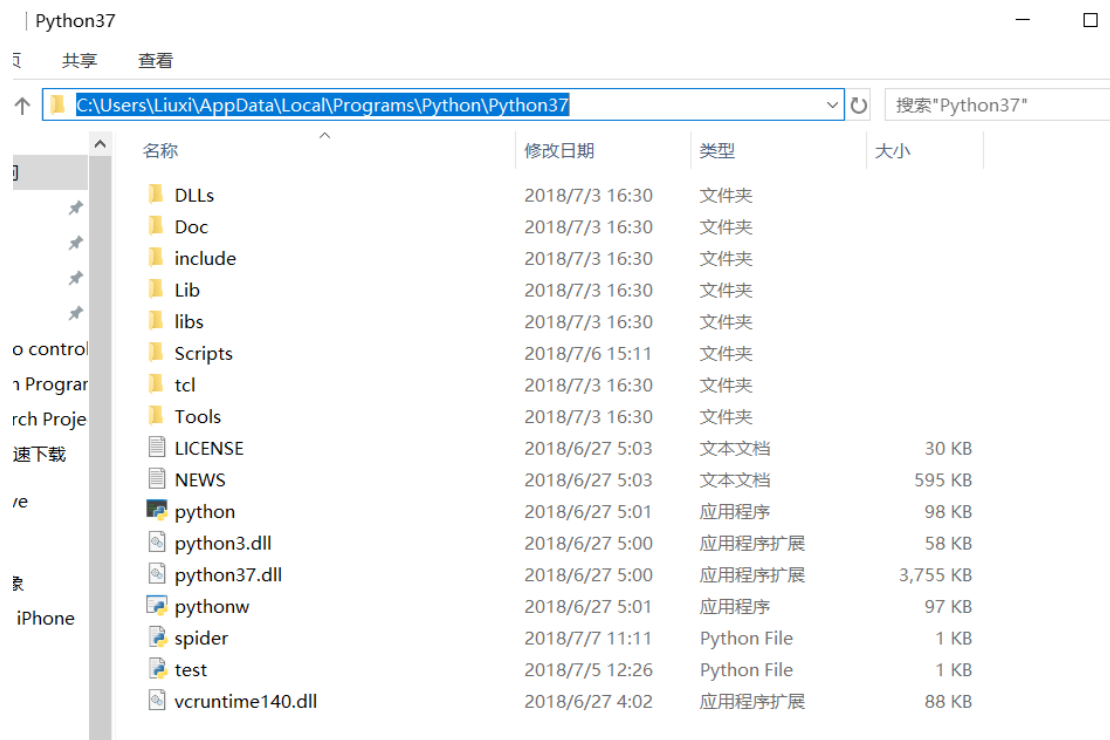 Python37
页 共享 查看
C:\Users\Liuxi\AppData\Local\Programs\Python\Python37 搜索"Python37"
名称 修改日期 类型 大小
DLLs 2018/7/3 16:30 文件夹
Doc 2018/7/3 16:30 文件夹
include 2018/7/3 16:30 文件夹
Lib 2018/7/3 16:30 文件夹
libs 2018/7/3 16:30 文件夹
o control Scripts 2018/7/6 15:11 文件夹
n Prograr tcl 2018/7/3 16:30 文件夹
rch Proje Tools 2018/7/3 16:30 文件夹
速下载 LICENSE 2018/6/27 5:03 文本文档 30 KB
NEWS 2018/6/27 5:03 文本文档 595 KB
ve python 2018/6/27 5:01 应用程序 98 KB
python3.dll 2018/6/27 5:00 应用程序扩展 58 KB
python37.dll 2018/6/27 5:00 应用程序扩展 3,755 KB
象 pythonw 2018/6/27 5:01 应用程序 97 KB
iPhone spider 2018/7/7 11:11 Python File 1 KB
test 2018/7/5 12:26 Python File 1 KB
vcruntime140.dll 2018/6/27 4:02 应用程序扩展 88 KB